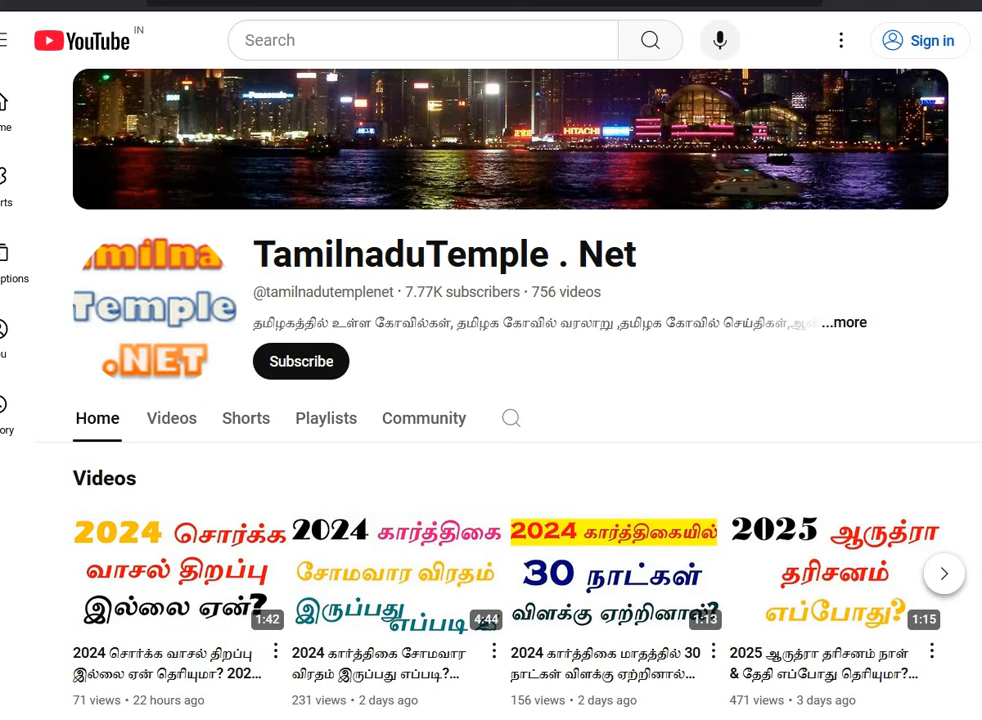 YouTube IN
Search
Sign in
me
rts
ptions
u
ory
Panasonic
HITACHI
milna
Temple
.NET
TamilnaduTemple . Net
@tamilnadutemplenet · 7.77K subscribers · 756 videos
தமிழகத்தில் உள்ள கோவில்கள், தமிழக கோவில் வரலாறு ,தமிழக கோவில் செய்திகள், ...more
Subscribe
Home Videos Shorts Playlists Community
Videos
2024 சொர்க்க
வாசல் திறப்பு
இல்லை ஏன்?
1:42
2024 கார்த்திகை
சோமவார விரதம்
இருப்பது
எப்படி
4:44
2024 கார்த்திகையில்
30 நாட்கள்
விளக்கு ஏற்றினால்?
1:13
2025 ஆருத்ரா
தரிசனம்
எப்போது?
1:15
2024 சொர்க்க வாசல் திறப்பு
இல்லை ஏன் தெரியுமா? 202...
71 views • 22 hours ago
2024 கார்த்திகை சோமவார
விரதம் இருப்பது எப்படி?...
231 views • 2 days ago
2024 கார்த்திகை மாதத்தில் 30
நாட்கள் விளக்கு ஏற்றினால்...
156 views • 2 days ago
2025 ஆருத்ரா தரிசனம் நாள்
& தேதி எப்போது தெரியுமா?...
471 views • 3 days ago